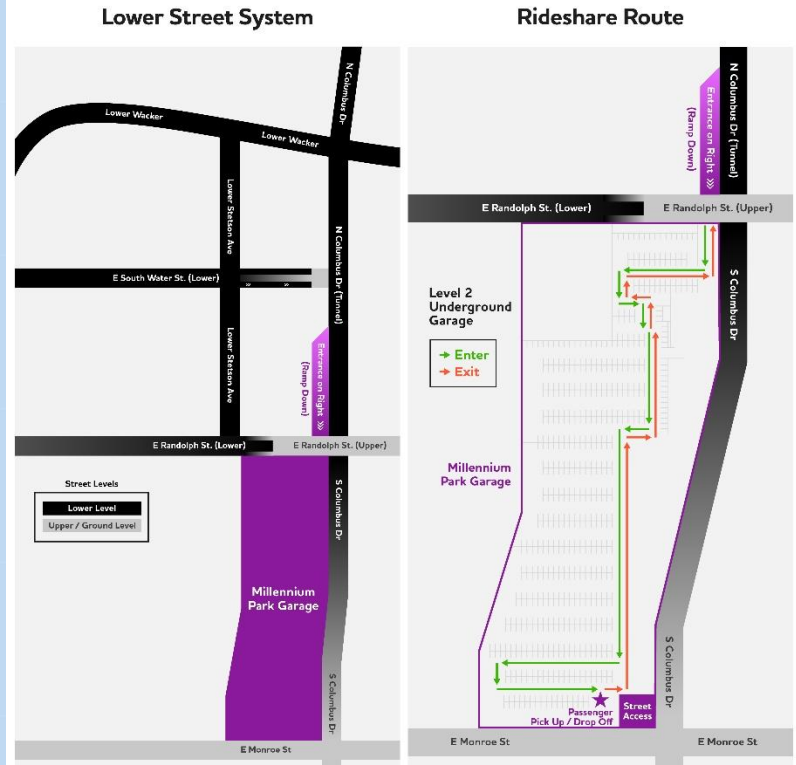 Lower Street System
N Columbus Dr
Lower Wacker
Lower Wacker
Lower Stetson Ave
N Columbus Dr (Tunnel)
E South Water St. (Lower)
Lower Stetson Ave
Entrance on Right >>>
(Ramp Down)
E Randolph St. (Lower)
E Randolph St. (Upper)
Street Levels
Lower Level
Upper / Ground Level
S Columbus Dr
Millennium
Park Garage
S Columbus Dr
E Monroe St
Rideshare Route
N Columbus Dr (Tunnel)
Entrance on Right >>>
(Ramp Down)
E Randolph St. (Lower)
E Randolph St. (Upper)
Level 2
Underground
Garage
Enter
Exit
S Columbus Dr
Millennium
Park Garage
S Columbus Dr
Passenger
Pick Up / Drop Off
Street
Access
E Monroe St
E Monroe St